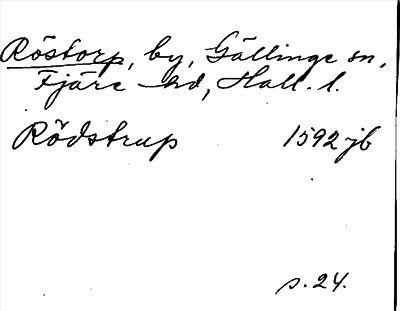 Röstorp, by, Gällinge sn,
Fjäre hd, Hall. l.
Rödstrup 1592 jb
s. 24.